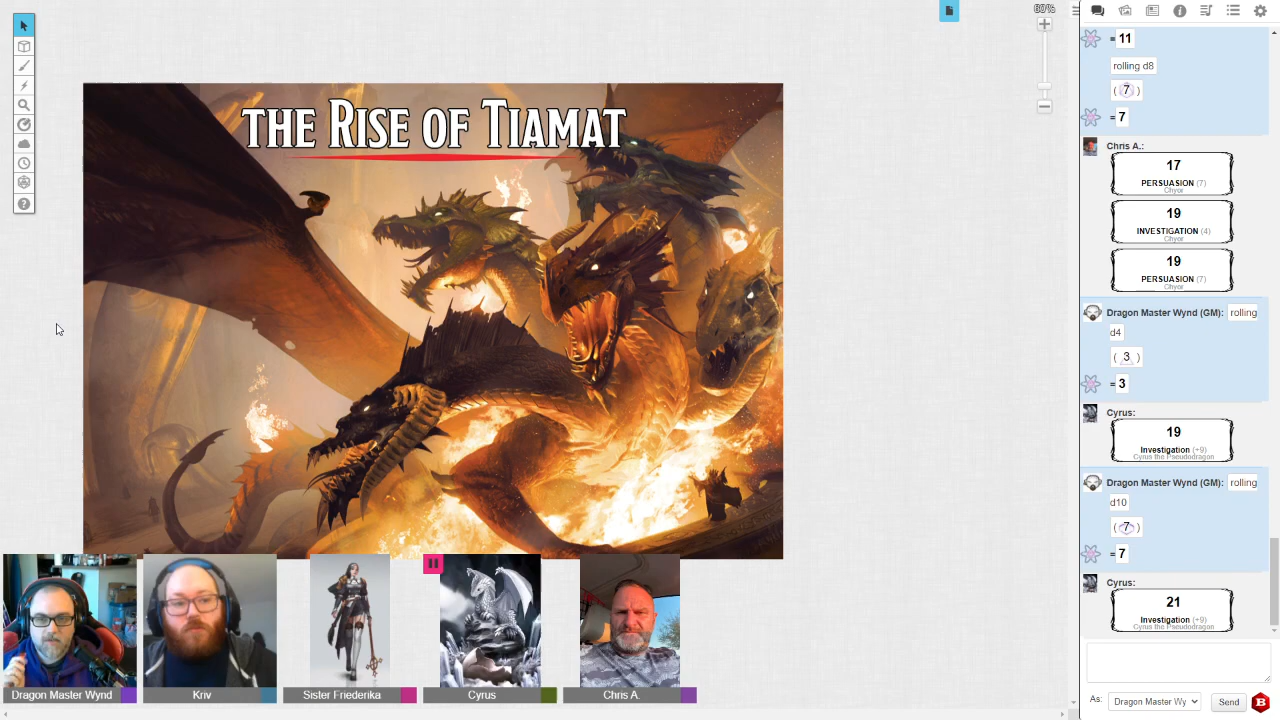 80%
THE RISE OF TIAMAT
= 11
rolling d8
( 7 )
= 7
Chris A.:
17
PERSUASION (7)
Chyor
19
INVESTIGATION (4)
Chyor
19
PERSUASION (7)
Chyor
Dragon Master Wynd (GM): rolling
d4
( 3 )
= 3
Cyrus:
19
Investigation (+9)
Cyrus the Pseudodragon
Dragon Master Wynd (GM): rolling
d10
( 7 )
= 7
Cyrus:
21
Investigation (+9)
Cyrus the Pseudodragon
As: Dragon Master Wy Send
Dragon Master Wynd
Kriv
Sister Friederika
Cyrus
Chris A.